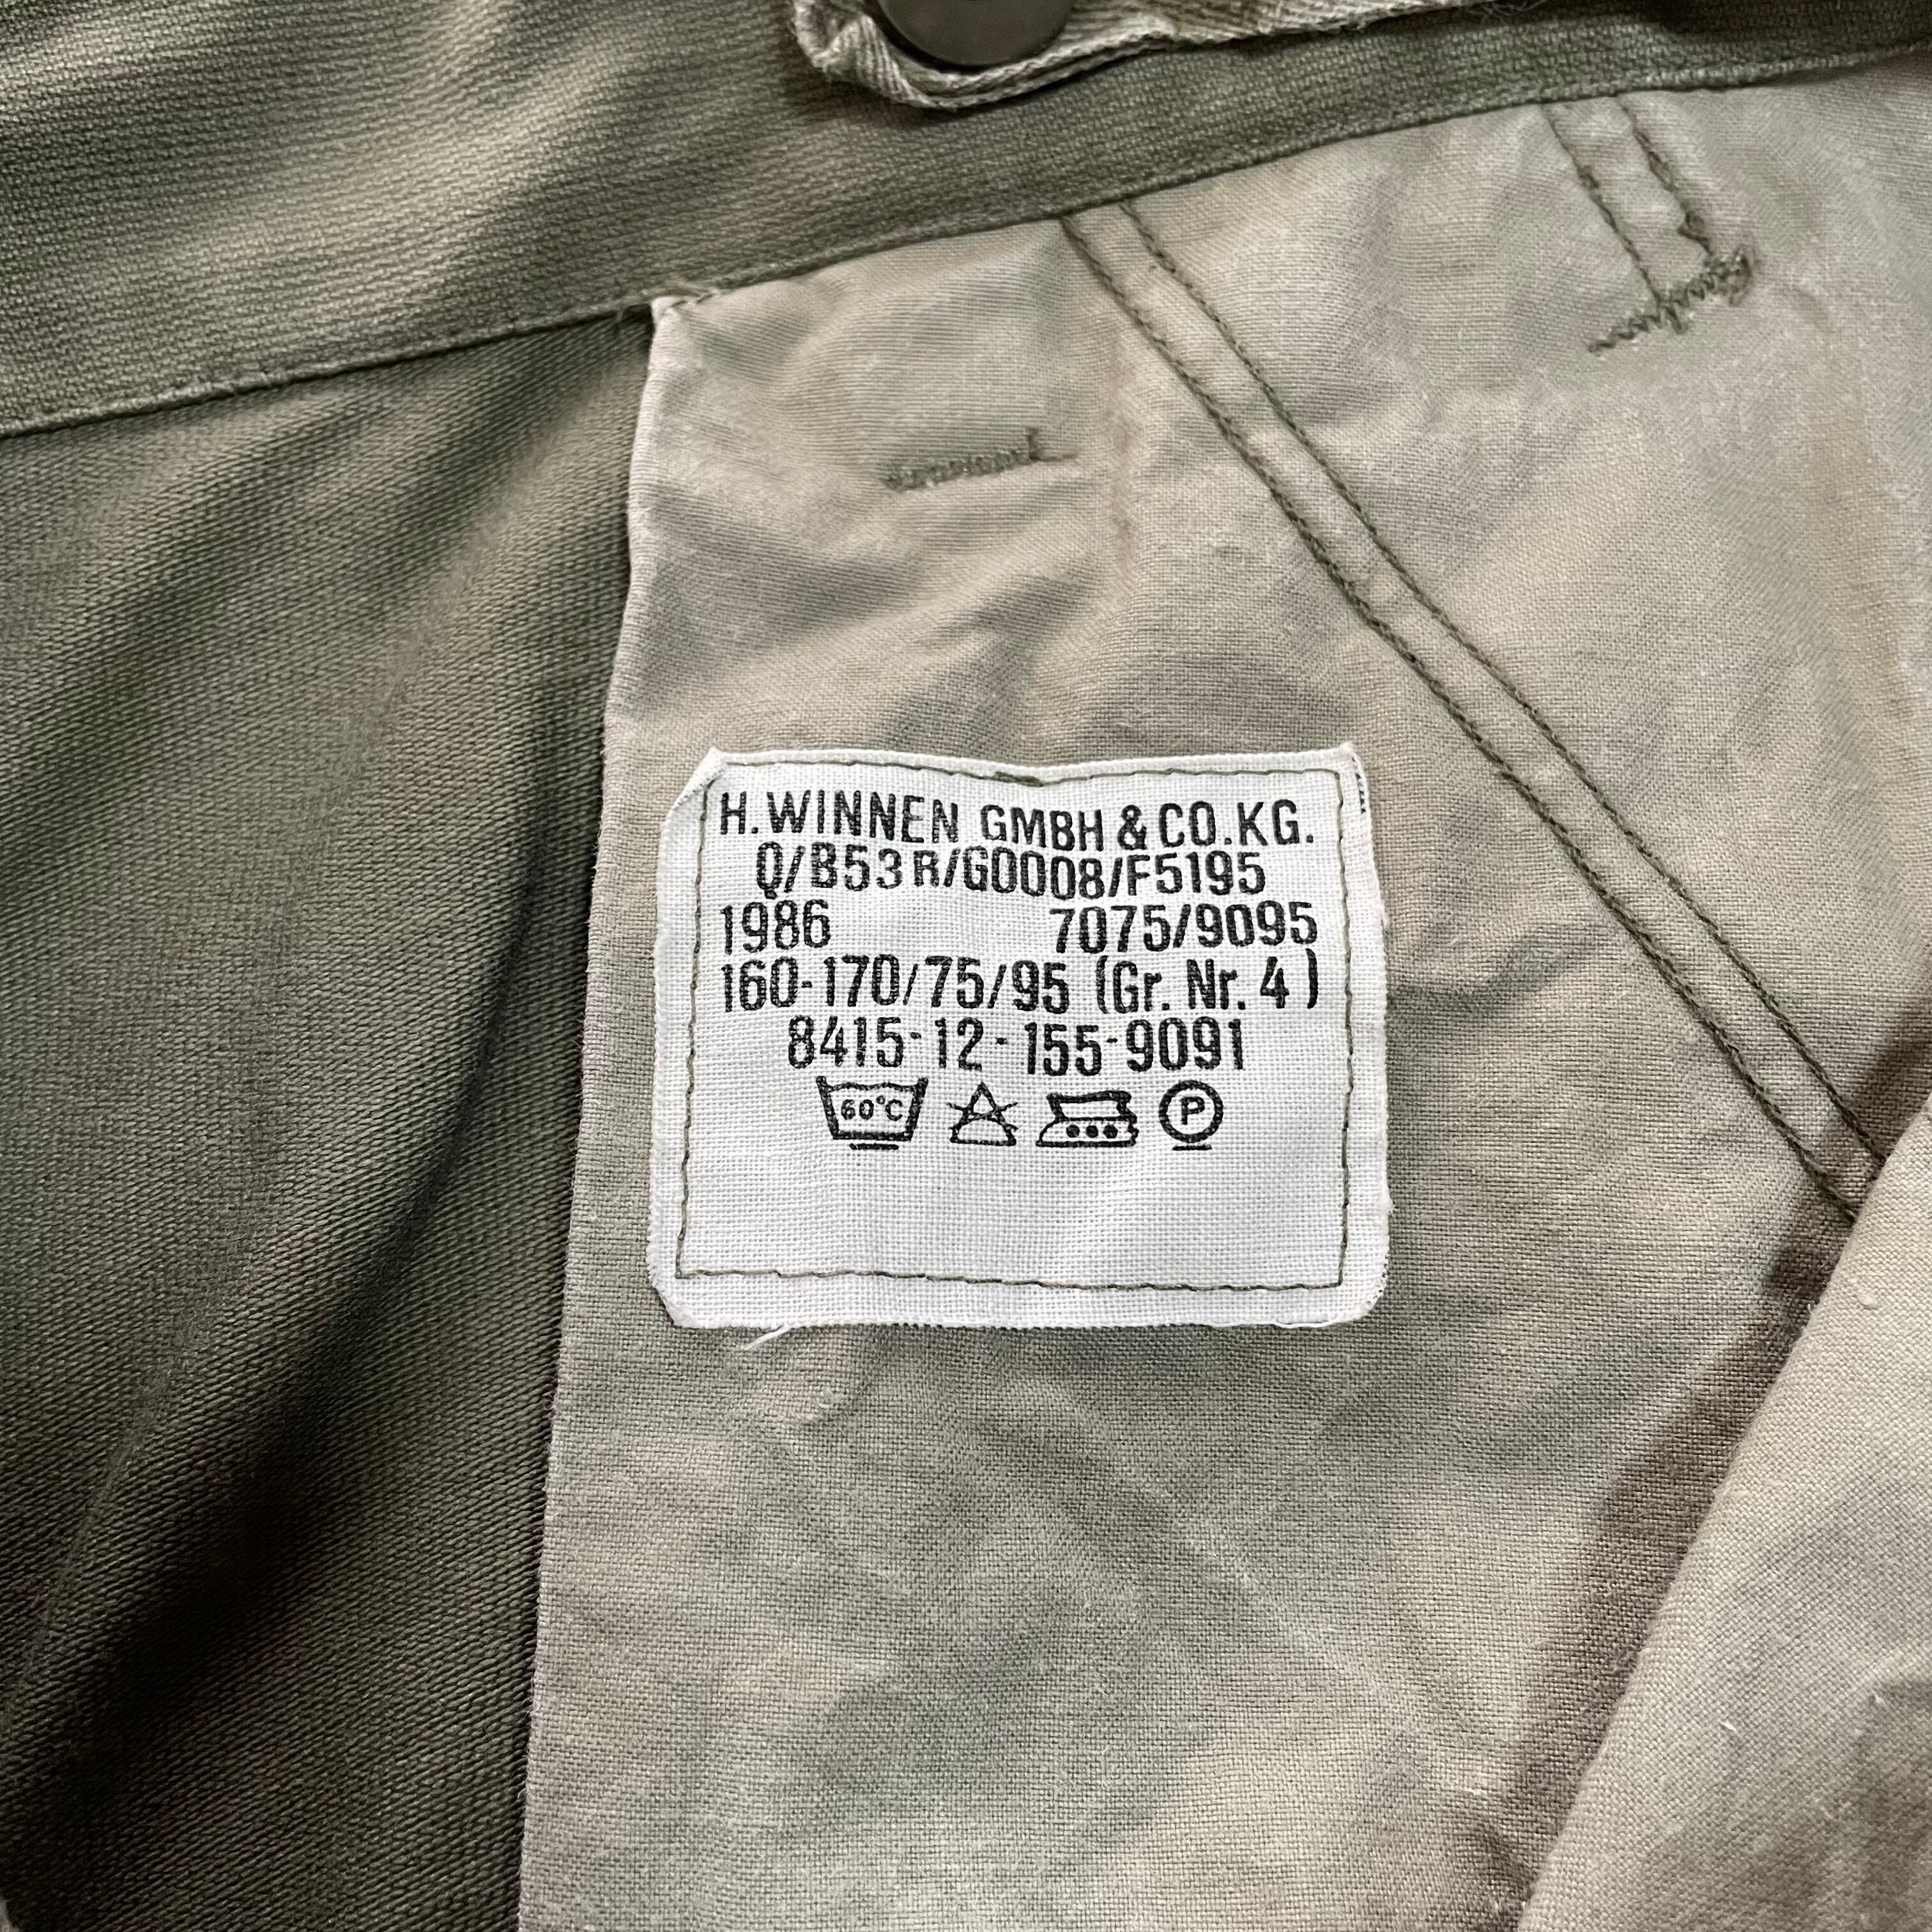 H. WINNEN GMBH & CO. KG.
Q/B53R/G0008/F5195
1986 7075/9095
160-170/75/95 (Gr. Nr. 4)
8415-12-155-9091
60°C P